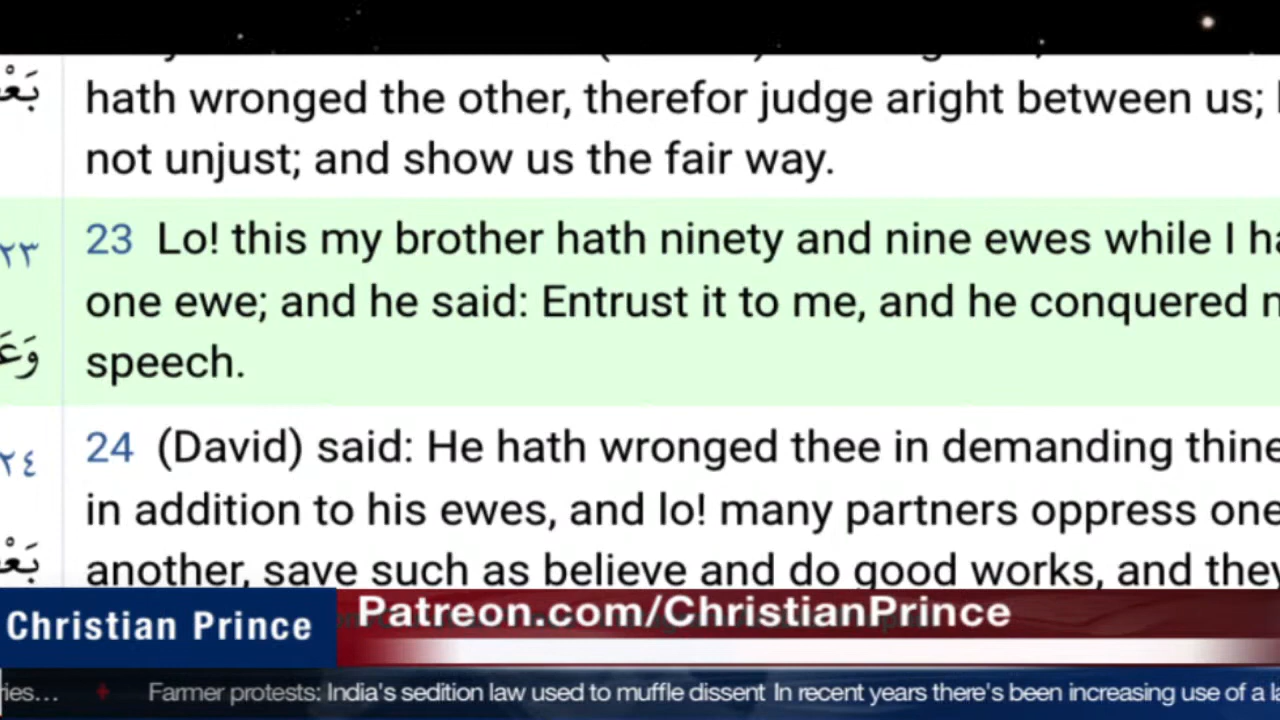 hath wronged the other, therefor judge aright between us;
not unjust; and show us the fair way.
٢٣ 23 Lo! this my brother hath ninety and nine ewes while I
one ewe; and he said: Entrust it to me, and he conquered
speech.
٢٤ 24 (David) said: He hath wronged thee in demanding thine
in addition to his ewes, and lo! many partners oppress one
another, save such as believe and do good works, and they
Christian Prince
Patreon.com/ChristianPrince
ries... Farmer protests: India's sedition law used to muffle dissent In recent years there's been increasing use of a